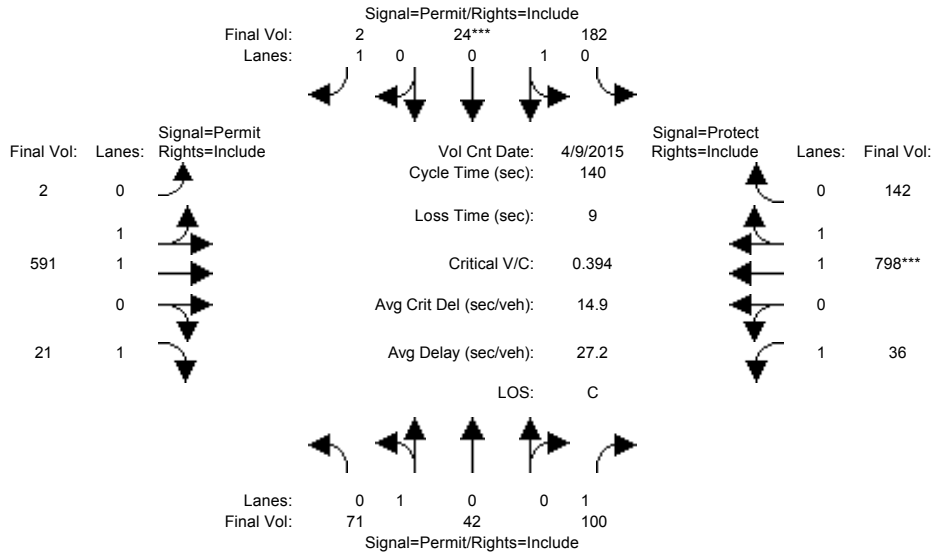 Signal=Permit/Rights=Include
Final Vol: 2 24*** 182
Lanes: 1 0 0 1 0
Signal=Permit Signal=Protect
Final Vol: Lanes: Rights=Include Vol Cnt Date: 4/9/2015 Rights=Include Lanes: Final Vol:
Cycle Time (sec): 140
2 0 0 142
Loss Time (sec): 9
1 1
591 1 Critical V/C: 0.394 1 798***
0 Avg Crit Del (sec/veh): 14.9 0
21 1 Avg Delay (sec/veh): 27.2 1 36
LOS: C
Lanes: 0 1 0 0 1
Final Vol: 71 42 100
Signal=Permit/Rights=Include